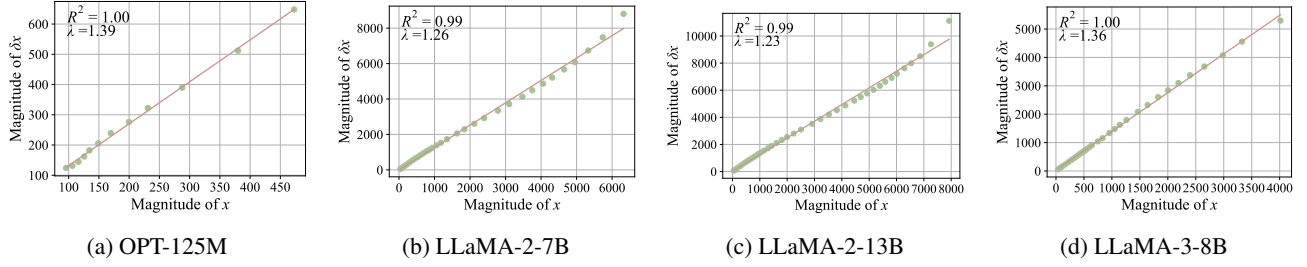 R² = 1.00
λ = 1.39
Magnitude of δx
600
500
400
300
200
100
100 150 200 250 300 350 400 450
Magnitude of x
(a) OPT-125M
R² = 0.99
λ = 1.26
Magnitude of δx
8000
6000
4000
2000
0
0 1000 2000 3000 4000 5000 6000
Magnitude of x
(b) LLaMA-2-7B
R² = 0.99
λ = 1.23
Magnitude of δx
10000
8000
6000
4000
2000
0
0 1000 2000 3000 4000 5000 6000 7000 8000
Magnitude of x
(c) LLaMA-2-13B
R² = 1.00
λ = 1.36
Magnitude of δx
5000
4000
3000
2000
1000
0
0 500 1000 1500 2000 2500 3000 3500 4000
Magnitude of x
(d) LLaMA-3-8B